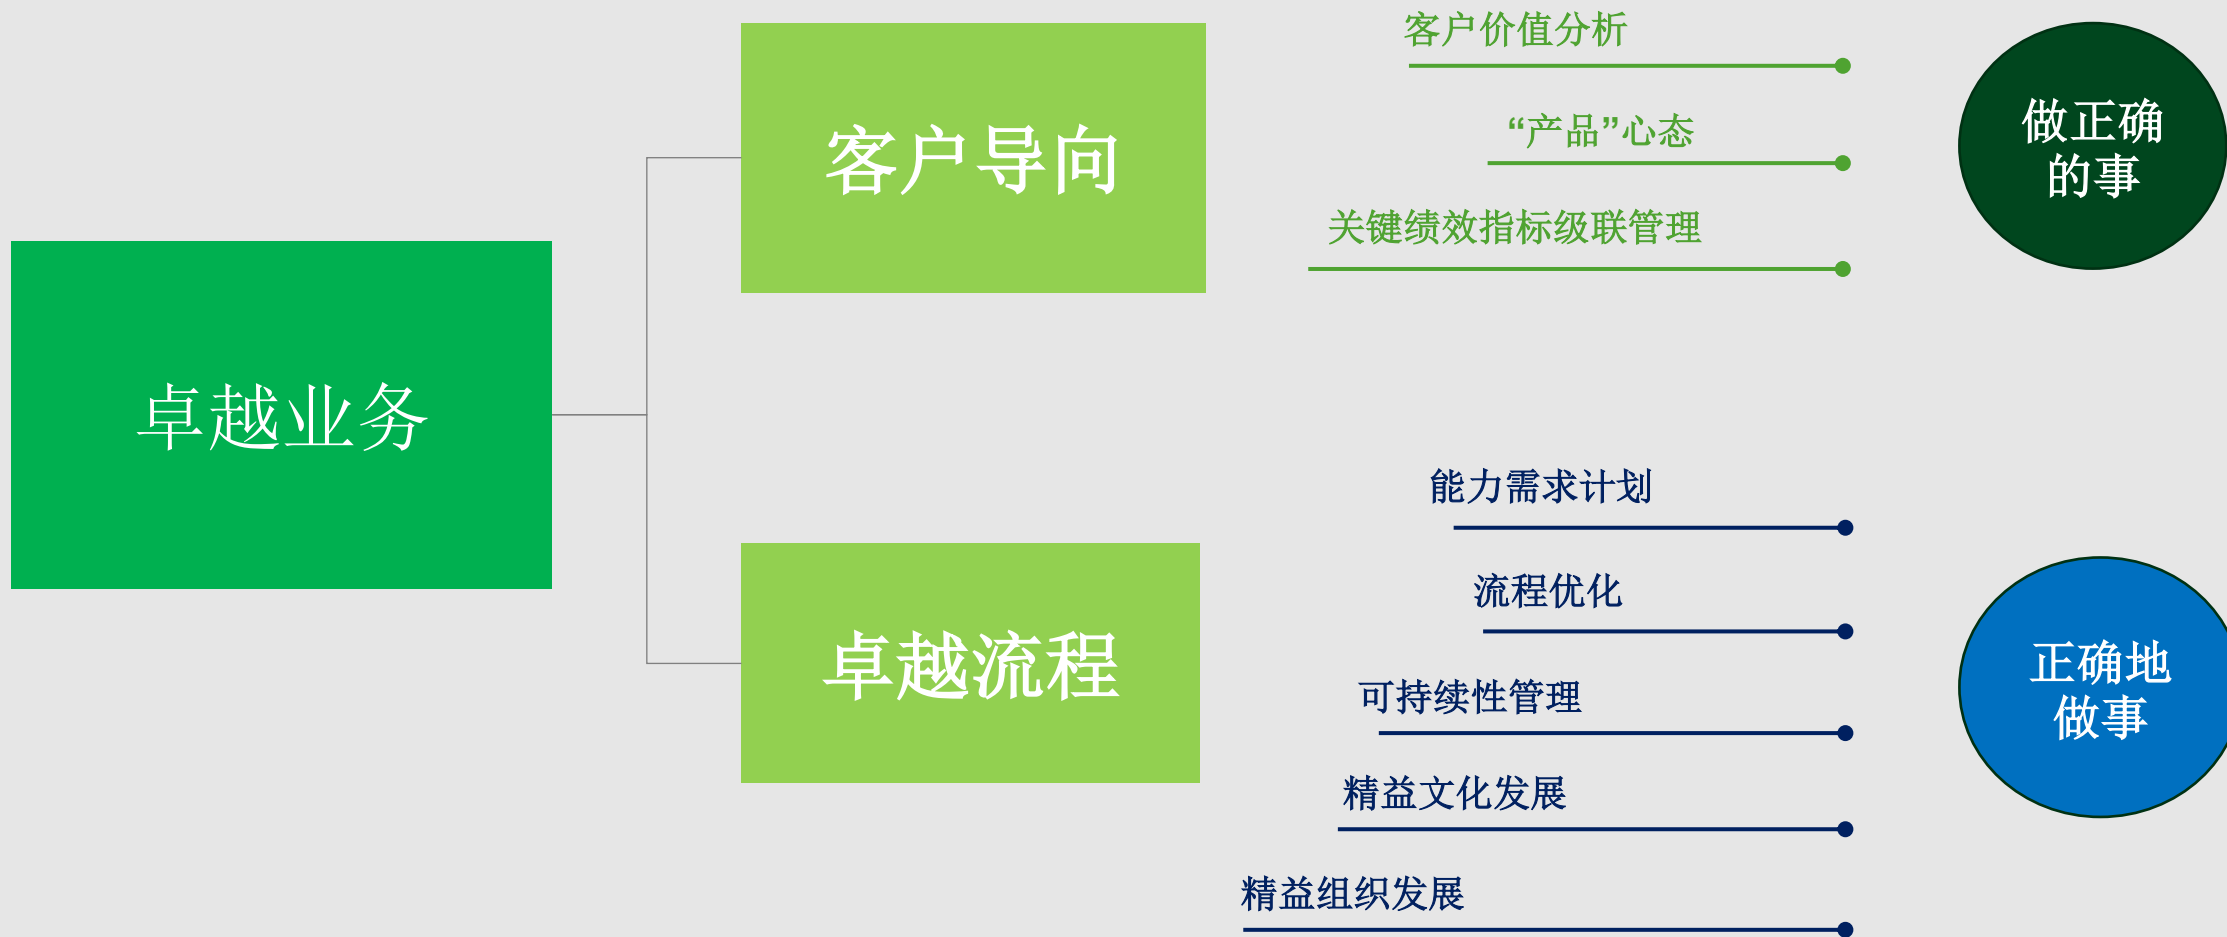 卓越业务
客户导向
客户价值分析
“产品”心态
关键绩效指标级联管理
做正确
的事
卓越流程
能力需求计划
流程优化
可持续性管理
精益文化发展
精益组织发展
正确地
做事